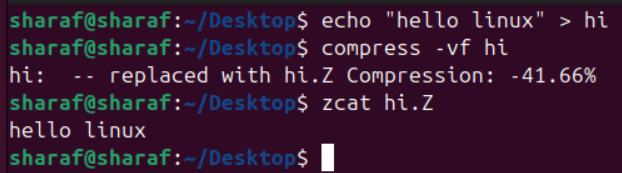 sharaf@sharaf:~/Desktop$ echo "hello linux" > hi
sharaf@sharaf:~/Desktop$ compress -vf hi
hi:  -- replaced with hi.Z Compression: -41.66%
sharaf@sharaf:~/Desktop$ zcat hi.Z
hello linux
sharaf@sharaf:~/Desktop$